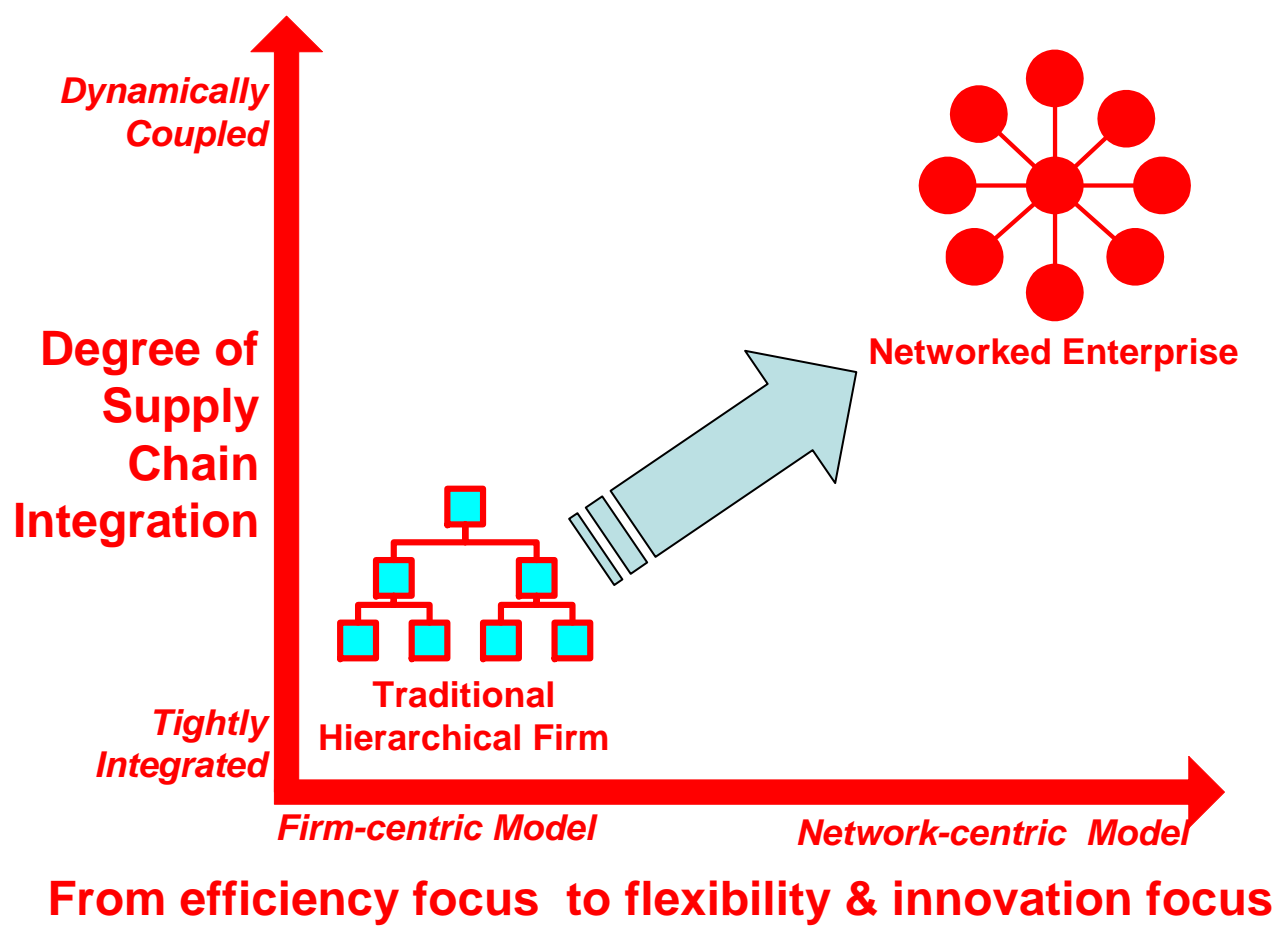 Dynamically
Coupled
Networked Enterprise
Degree of
Supply
Chain
Integration
Traditional
Hierarchical Firm
Tightly
Integrated
Firm-centric Model
Network-centric Model
From efficiency focus to flexibility & innovation focus